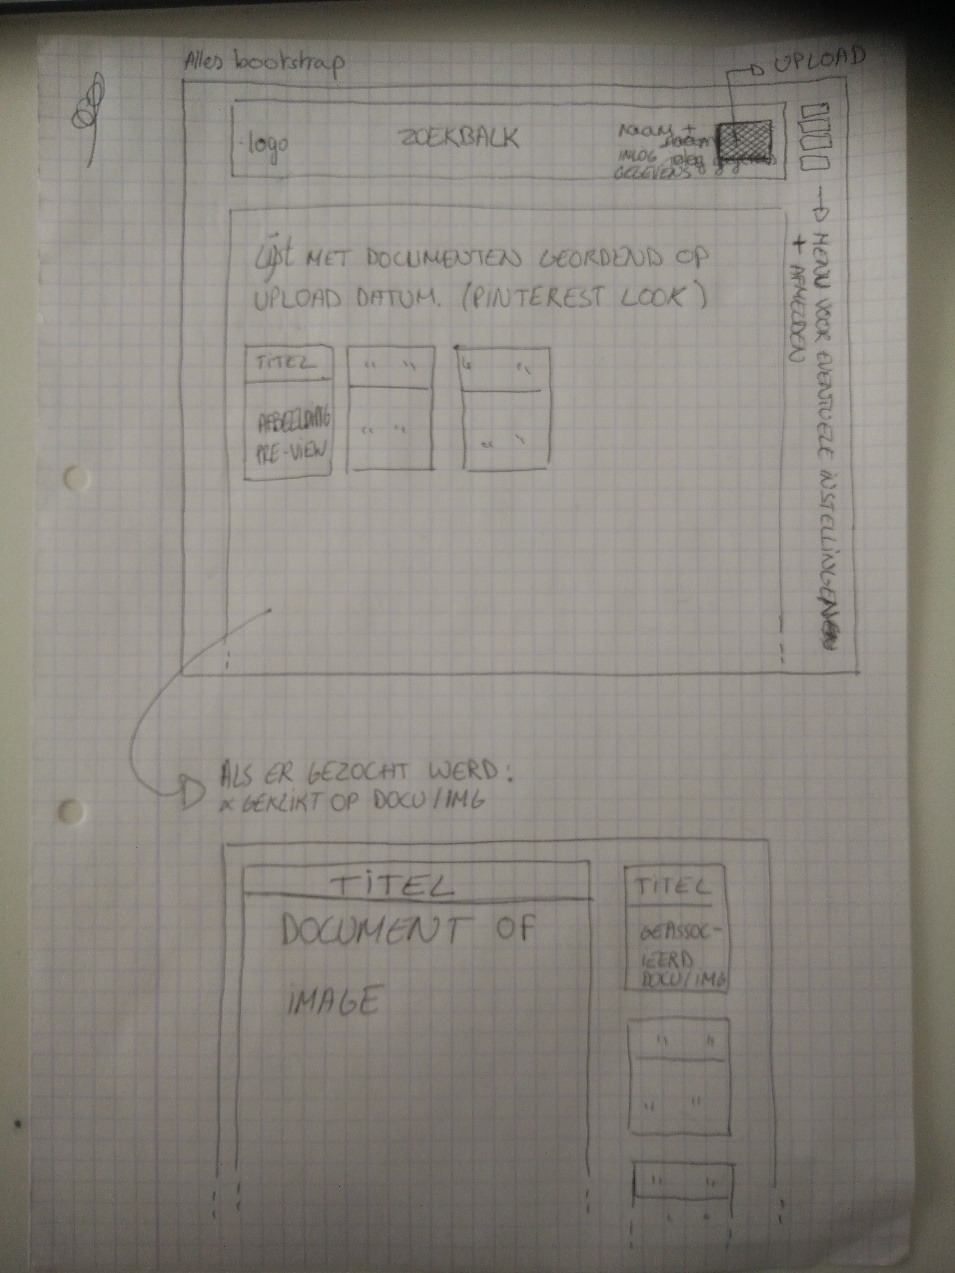 Alles bootstrap
UPLOAD
logo
ZOEKBALK
NAAM +
INLOG
GEGEVENS
→ MENU VOOR EVENTUELE INSTELLINGEN
+ AFMELDEN
Lijst MET DOCUMENTEN GEORDEND OP
UPLOAD DATUM. (PINTEREST LOOK)
TITEL
" "
" "
AFBEELDING
PRE-VIEW
" "
" "
ALS ER GEZOCHT WERD:
GEKLIKT OP DOCU/IMG
TITEL
DOCUMENT OF
IMAGE
TITEL
GEASSOC-
IEERD
DOCU/IMG
" "
" "
" "